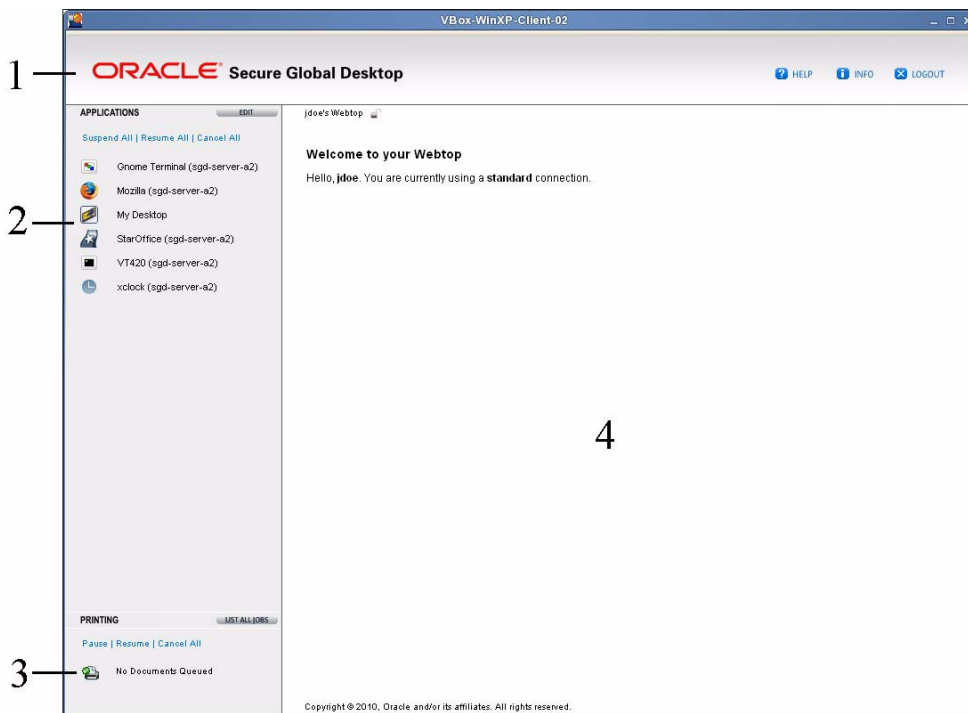 VBox-WinXP-Client-02
1
ORACLE Secure Global Desktop
HELP INFO LOGOUT
APPLICATIONS EDIT
Suspend All | Resume All | Cancel All
Gnome Terminal (sgd-server-a2)
Mozilla (sgd-server-a2)
2
My Desktop
StarOffice (sgd-server-a2)
VT420 (sgd-server-a2)
xclock (sgd-server-a2)
jdoe's Webtop
Welcome to your Webtop
Hello, jdoe. You are currently using a standard connection.
4
PRINTING LIST ALL JOBS
Pause | Resume | Cancel All
3
No Documents Queued
Copyright © 2010, Oracle and/or its affiliates. All rights reserved.